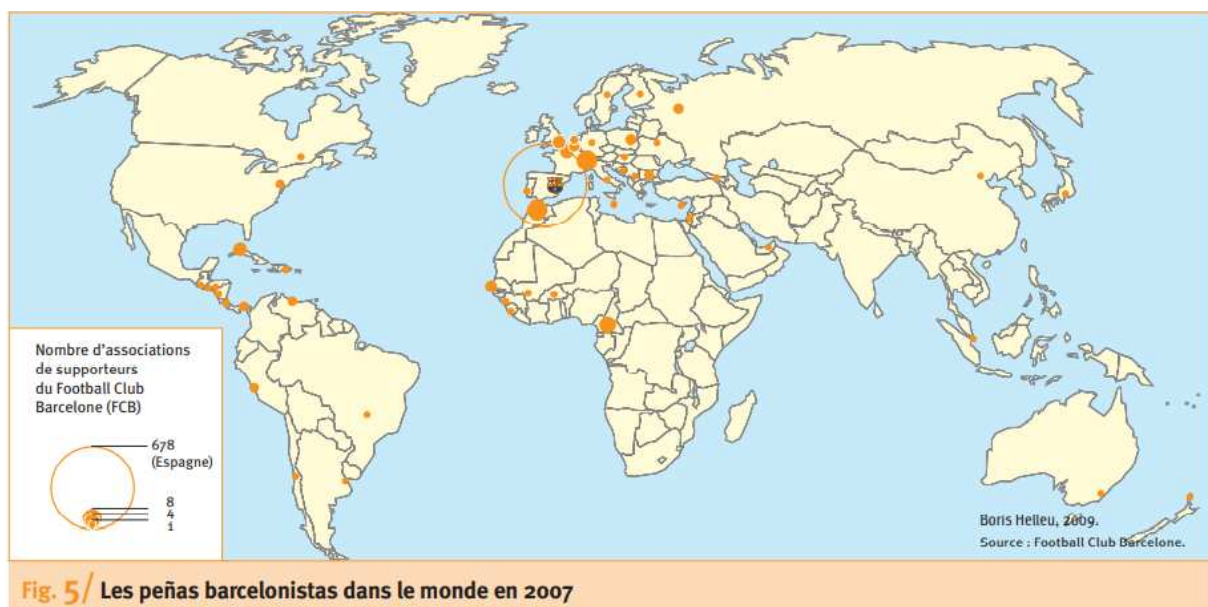 Nombre d'associations
de supporteurs
du Football Club
Barcelone (FCB)
678
(Espagne)
8
4
1
Boris Helleu, 2009.
Source : Football Club Barcelone.
Fig. 5/ Les peñas barcelonistas dans le monde en 2007